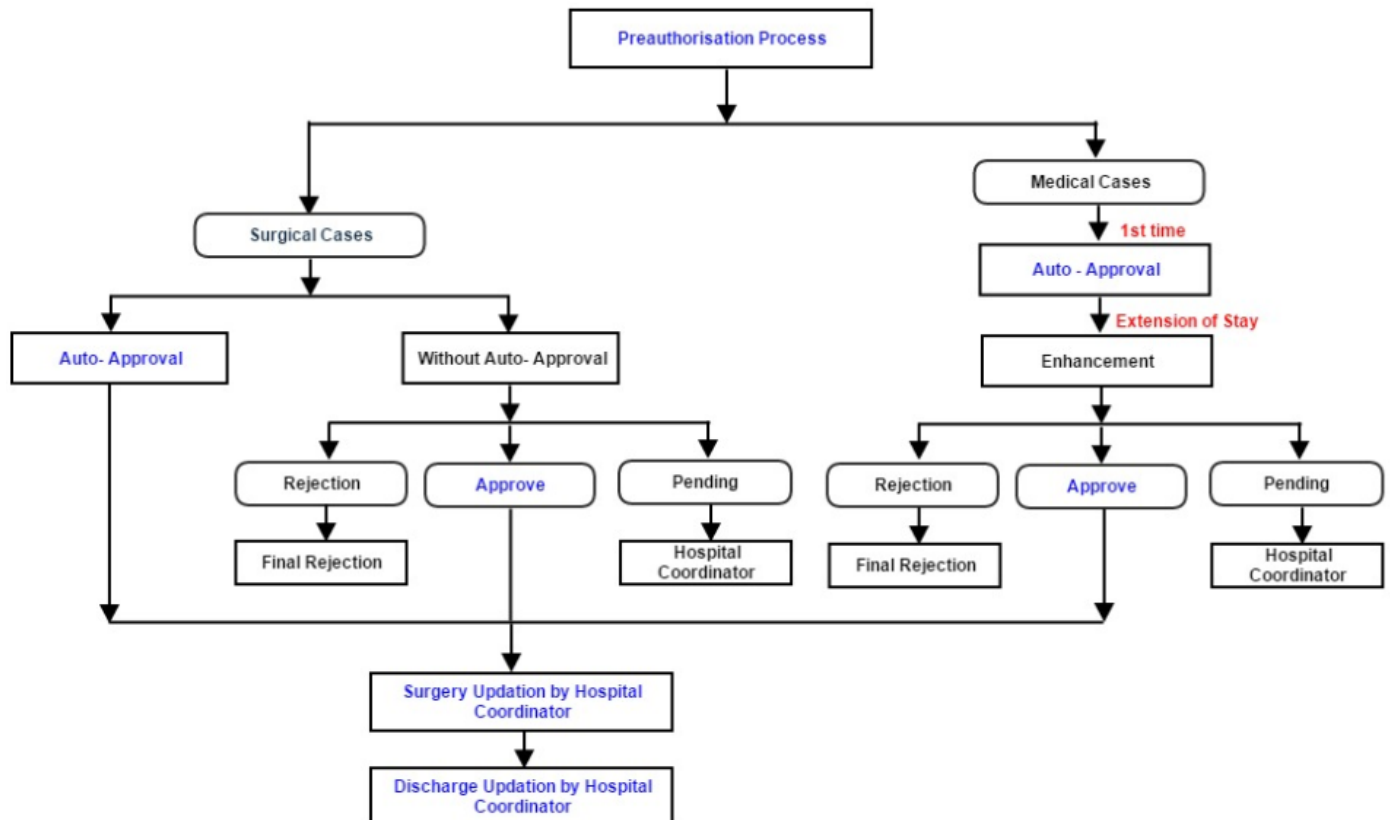 Preauthorisation Process
Medical Cases
Surgical Cases
1st time
Auto - Approval
Extension of Stay
Auto- Approval
Without Auto- Approval
Enhancement
Rejection
Approve
Pending
Rejection
Approve
Pending
Final Rejection
Hospital
Coordinator
Final Rejection
Hospital
Coordinator
Surgery Updation by Hospital
Coordinator
Discharge Updation by Hospital
Coordinator